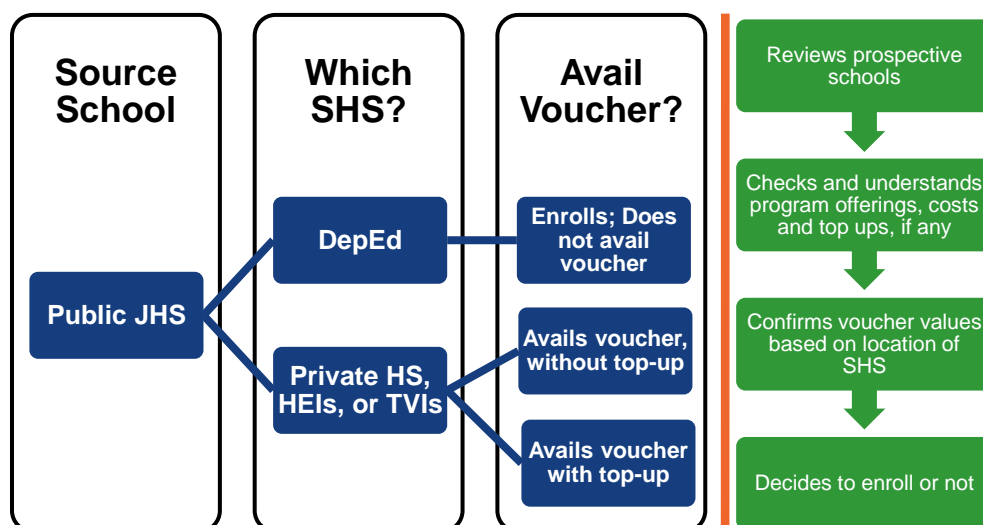 Source
School
Which
SHS?
Avail
Voucher?
Public JHS
DepEd
Private HS,
HEIs, or TVIs
Enrolls; Does
not avail
voucher
Avails voucher,
without top-up
Avails voucher
with top-up
Reviews prospective
schools
Checks and understands
program offerings, costs
and top ups, if any
Confirms voucher values
based on location of
SHS
Decides to enroll or not